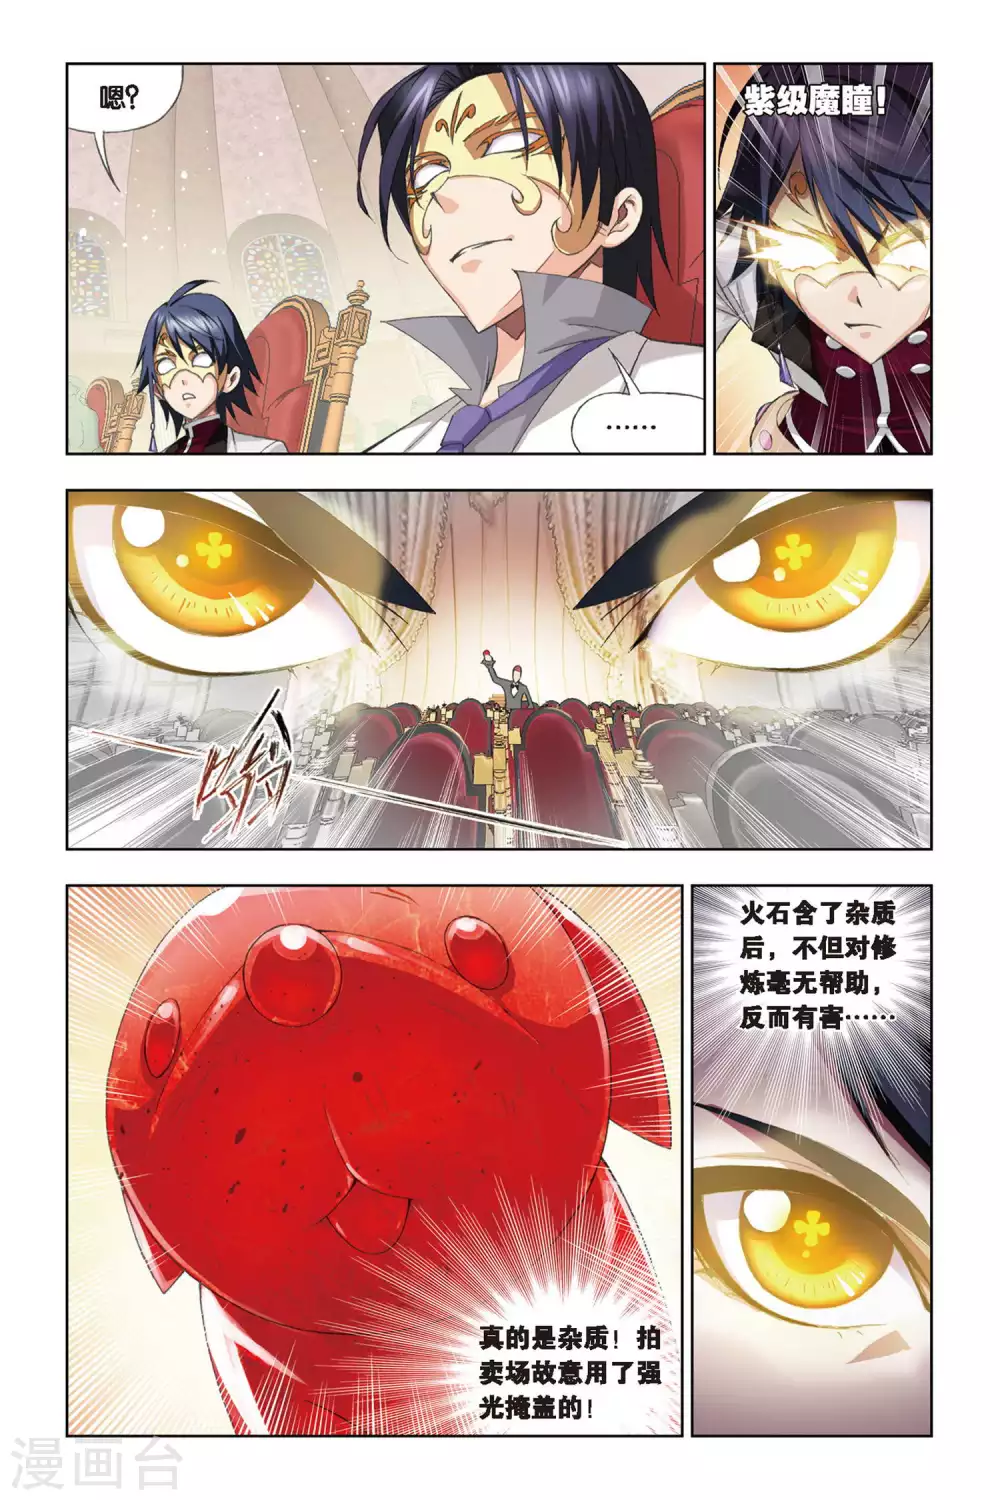 嗯?
……
紫级魔瞳!
哈
真的是杂质!拍
卖场故意用了强
光掩盖的!
火石含了杂质
后,不但对修
炼毫无帮助,
反而有害……
漫画台